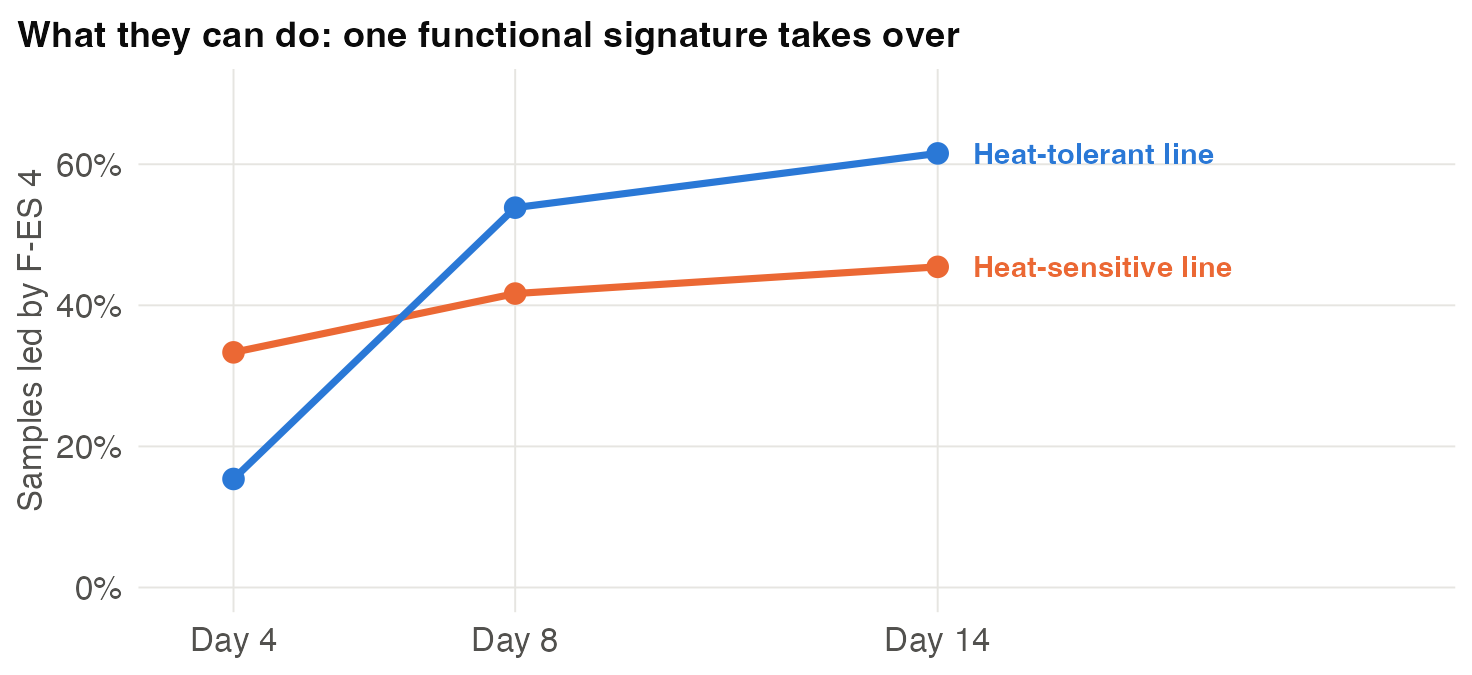 What they can do: one functional signature takes over
Samples led by F-ES 4
60%
40%
20%
0%
Heat-tolerant line
Heat-sensitive line
Day 4
Day 8
Day 14